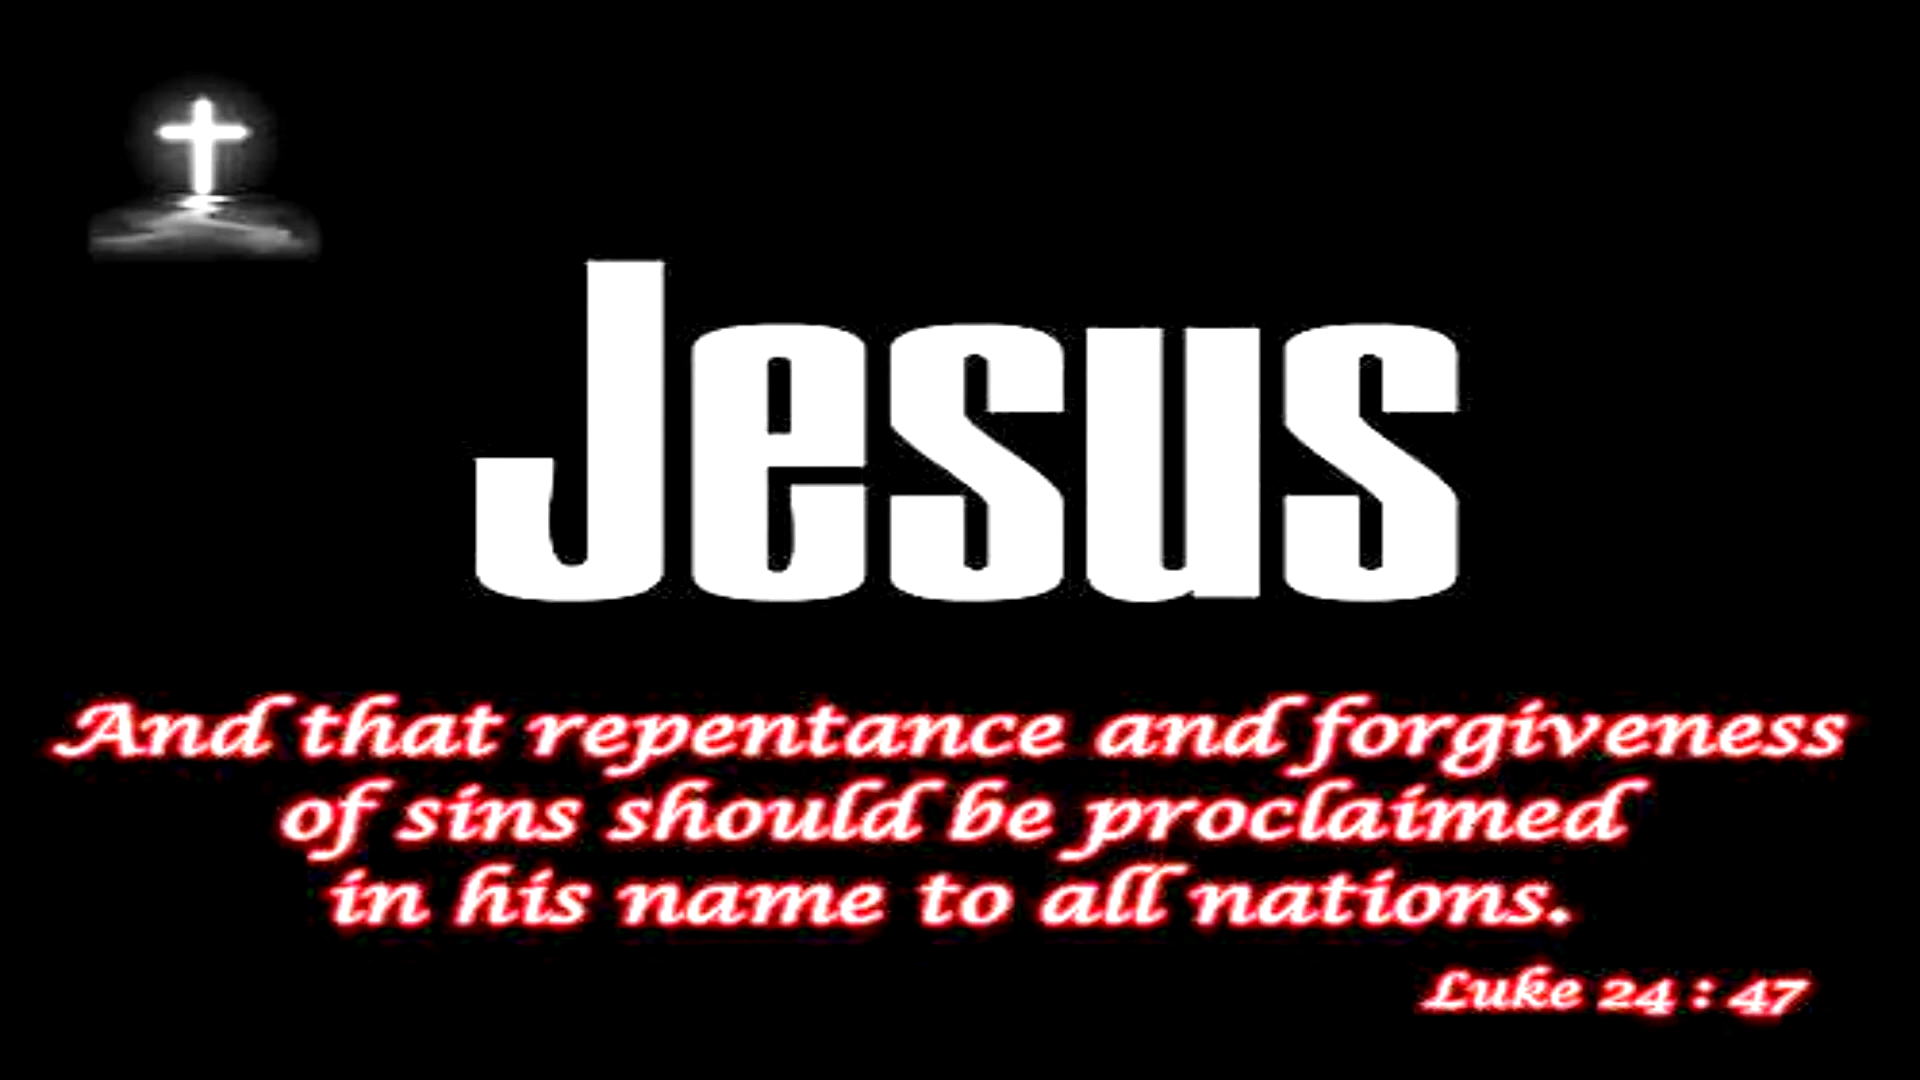 Jesus
And that repentance and forgiveness
of sins should be proclaimed
in his name to all nations.
Luke 24 : 47